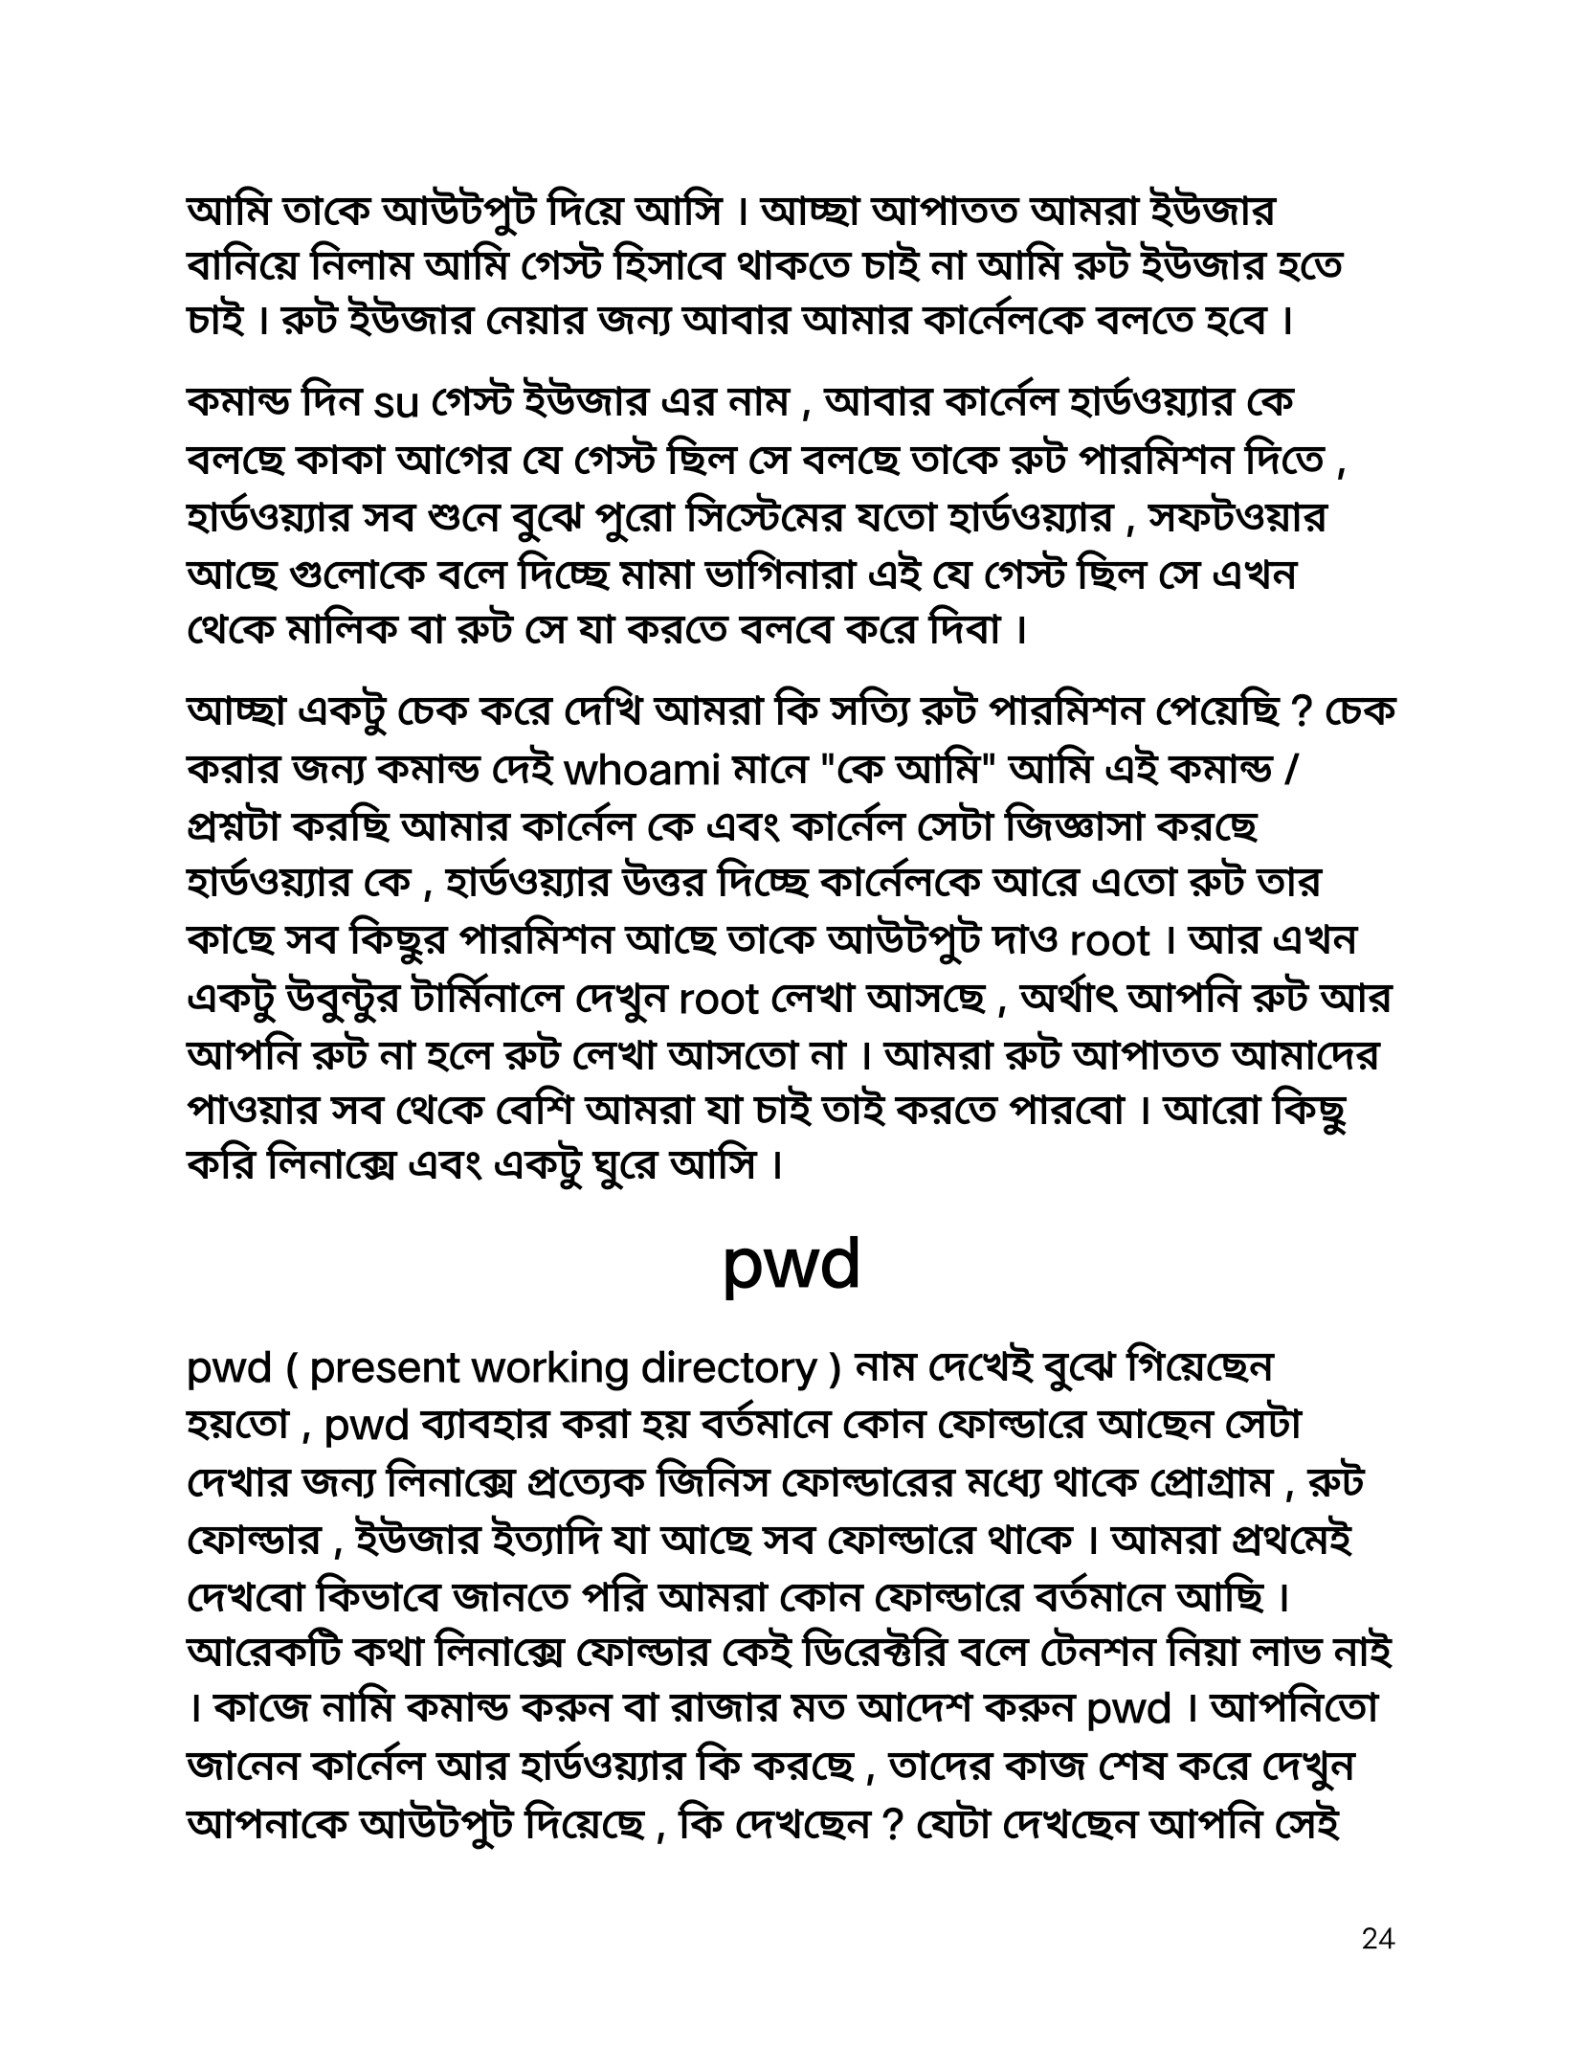 আমি তাকে আউটপুট দিয়ে আসি । আচ্ছা আপাতত আমরা ইউজার
বানিয়ে নিলাম আমি গেস্ট হিসাবে থাকতে চাই না আমি রুট ইউজার হতে
চাই । রুট ইউজার নেয়ার জন্য আবার আমার কার্নেলকে বলতে হবে ।
কমান্ড দিন su গেস্ট ইউজার এর নাম , আবার কার্নেল হার্ডওয়্যার কে
বলছে কাকা আগের যে গেস্ট ছিল সে বলছে তাকে রুট পারমিশন দিতে ,
হার্ডওয়্যার সব শুনে বুঝে পুরো সিস্টেমের যতো হার্ডওয়্যার , সফটওয়ার
আছে গুলোকে বলে দিচ্ছে মামা ভাগিনারা এই যে গেস্ট ছিল সে এখন
থেকে মালিক বা রুট সে যা করতে বলবে করে দিবা ।
আচ্ছা একটু চেক করে দেখি আমরা কি সত্যি রুট পারমিশন পেয়েছি ? চেক
করার জন্য কমান্ড দেই whoami মানে "কে আমি" আমি এই কমান্ড /
প্রশ্নটা করছি আমার কার্নেল কে এবং কার্নেল সেটা জিজ্ঞাসা করছে
হার্ডওয়্যার কে , হার্ডওয়্যার উত্তর দিচ্ছে কার্নেলকে আরে এতো রুট তার
কাছে সব কিছুর পারমিশন আছে তাকে আউটপুট দাও root । আর এখন
একটু উবুন্টুর টার্মিনালে দেখুন root লেখা আসছে , অর্থাৎ আপনি রুট আর
আপনি রুট না হলে রুট লেখা আসতো না । আমরা রুট আপাতত আমাদের
পাওয়ার সব থেকে বেশি আমরা যা চাই তাই করতে পারবো । আরো কিছু
করি লিনাক্সে এবং একটু ঘুরে আসি ।
pwd
pwd ( present working directory ) নাম দেখেই বুঝে গিয়েছেন
হয়তো , pwd ব্যাবহার করা হয় বর্তমানে কোন ফোল্ডারে আছেন সেটা
দেখার জন্য লিনাক্সে প্রত্যেক জিনিস ফোল্ডারের মধ্যে থাকে প্রোগ্রাম , রুট
ফোল্ডার , ইউজার ইত্যাদি যা আছে সব ফোল্ডারে থাকে । আমরা প্রথমেই
দেখবো কিভাবে জানতে পরি আমরা কোন ফোল্ডারে বর্তমানে আছি ।
আরেকটি কথা লিনাক্সে ফোল্ডার কেই ডিরেক্টরি বলে টেনশন নিয়া লাভ নাই
। কাজে নামি কমান্ড করুন বা রাজার মত আদেশ করুন pwd । আপনিতো
জানেন কার্নেল আর হার্ডওয়্যার কি করছে , তাদের কাজ শেষ করে দেখুন
আপনাকে আউটপুট দিয়েছে , কি দেখছেন ? যেটা দেখছেন আপনি সেই
24